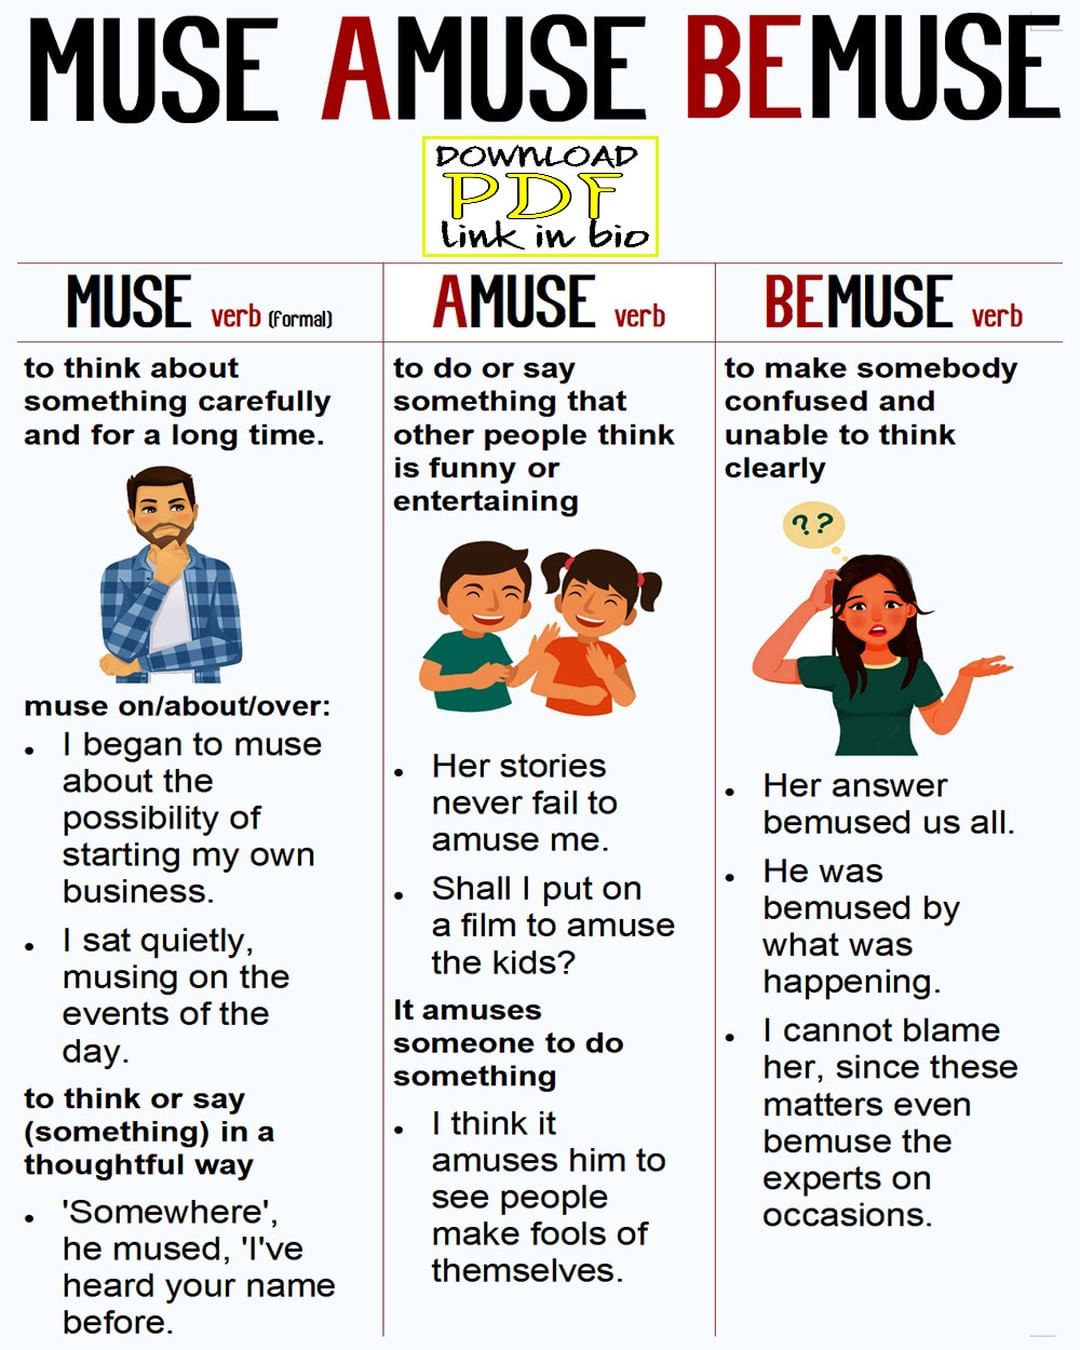 MUSE AMUSE BEMUSE
DOWNLOAD
PDF
link in bio
MUSE verb (formal)
to think about
something carefully
and for a long time.
muse on/about/over:
• I began to muse
about the
possibility of
starting my own
business.
• I sat quietly,
musing on the
events of the
day.
to think or say
(something) in a
thoughtful way
• 'Somewhere',
he mused, 'I've
heard your name
before.
AMUSE verb
to do or say
something that
other people think
is funny or
entertaining
• Her stories
never fail to
amuse me.
• Shall I put on
a film to amuse
the kids?
It amuses
someone to do
something
• I think it
amuses him to
see people
make fools of
themselves.
BEMUSE verb
to make somebody
confused and
unable to think
clearly
??
• Her answer
bemused us all.
• He was
bemused by
what was
happening.
• I cannot blame
her, since these
matters even
bemuse the
experts on
occasions.